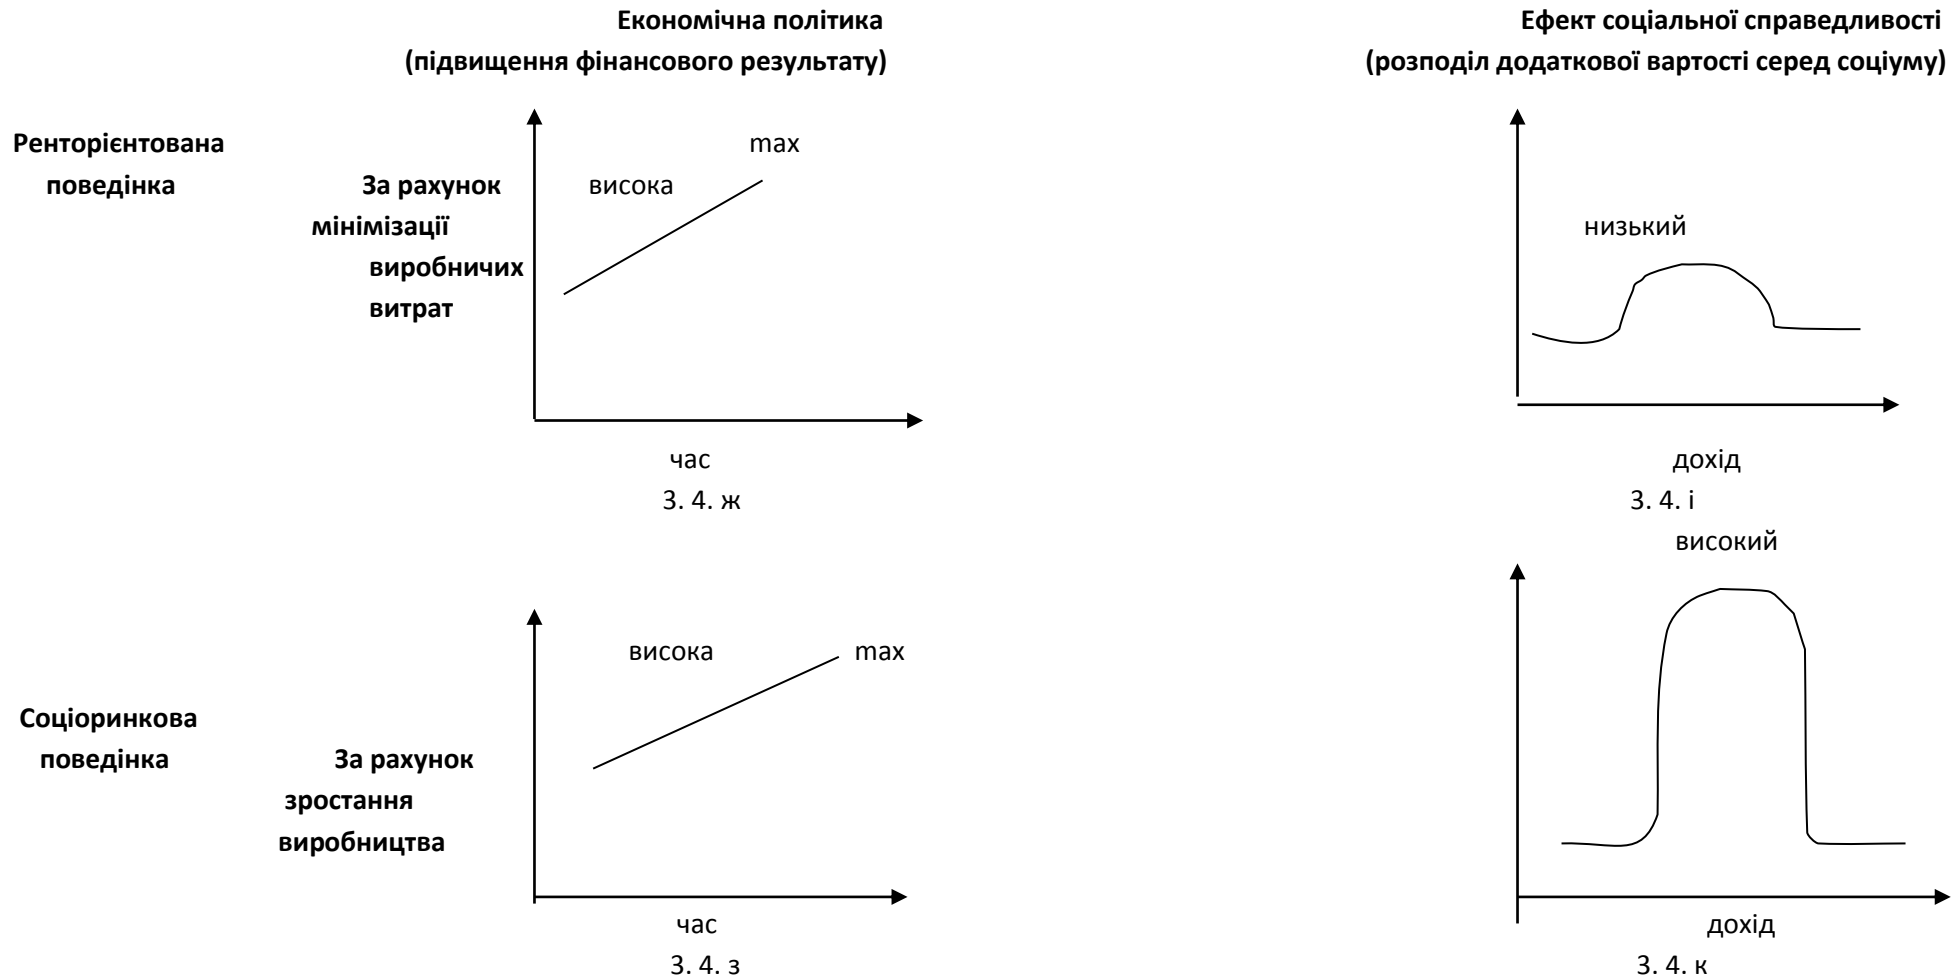 Економічна політика
(підвищення фінансового результату)
Ефект соціальної справедливості
(розподіл додаткової вартості серед соціуму)
Ренторієнтована
поведінка
За рахунок
мінімізації
виробничих
витрат
висока
max
час
3. 4. ж
низький
дохід
3. 4. і
Соціоринкова
поведінка
За рахунок
зростання
виробництва
висока
max
час
3. 4. з
високий
дохід
3. 4. к